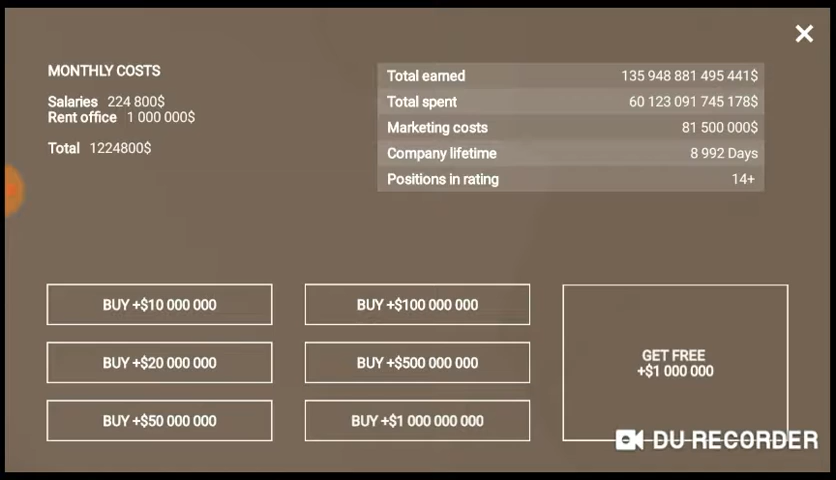 MONTHLY COSTS
Salaries 224 800$
Rent office 1 000 000$
Total 1224800$
Total earned 135 948 881 495 441$
Total spent 60 123 091 745 178$
Marketing costs 81 500 000$
Company lifetime 8 992 Days
Positions in rating 14+
BUY +$10 000 000
BUY +$100 000 000
BUY +$20 000 000
BUY +$500 000 000
BUY +$50 000 000
BUY +$1 000 000 000
GET FREE
+$1 000 000
DU RECORDER